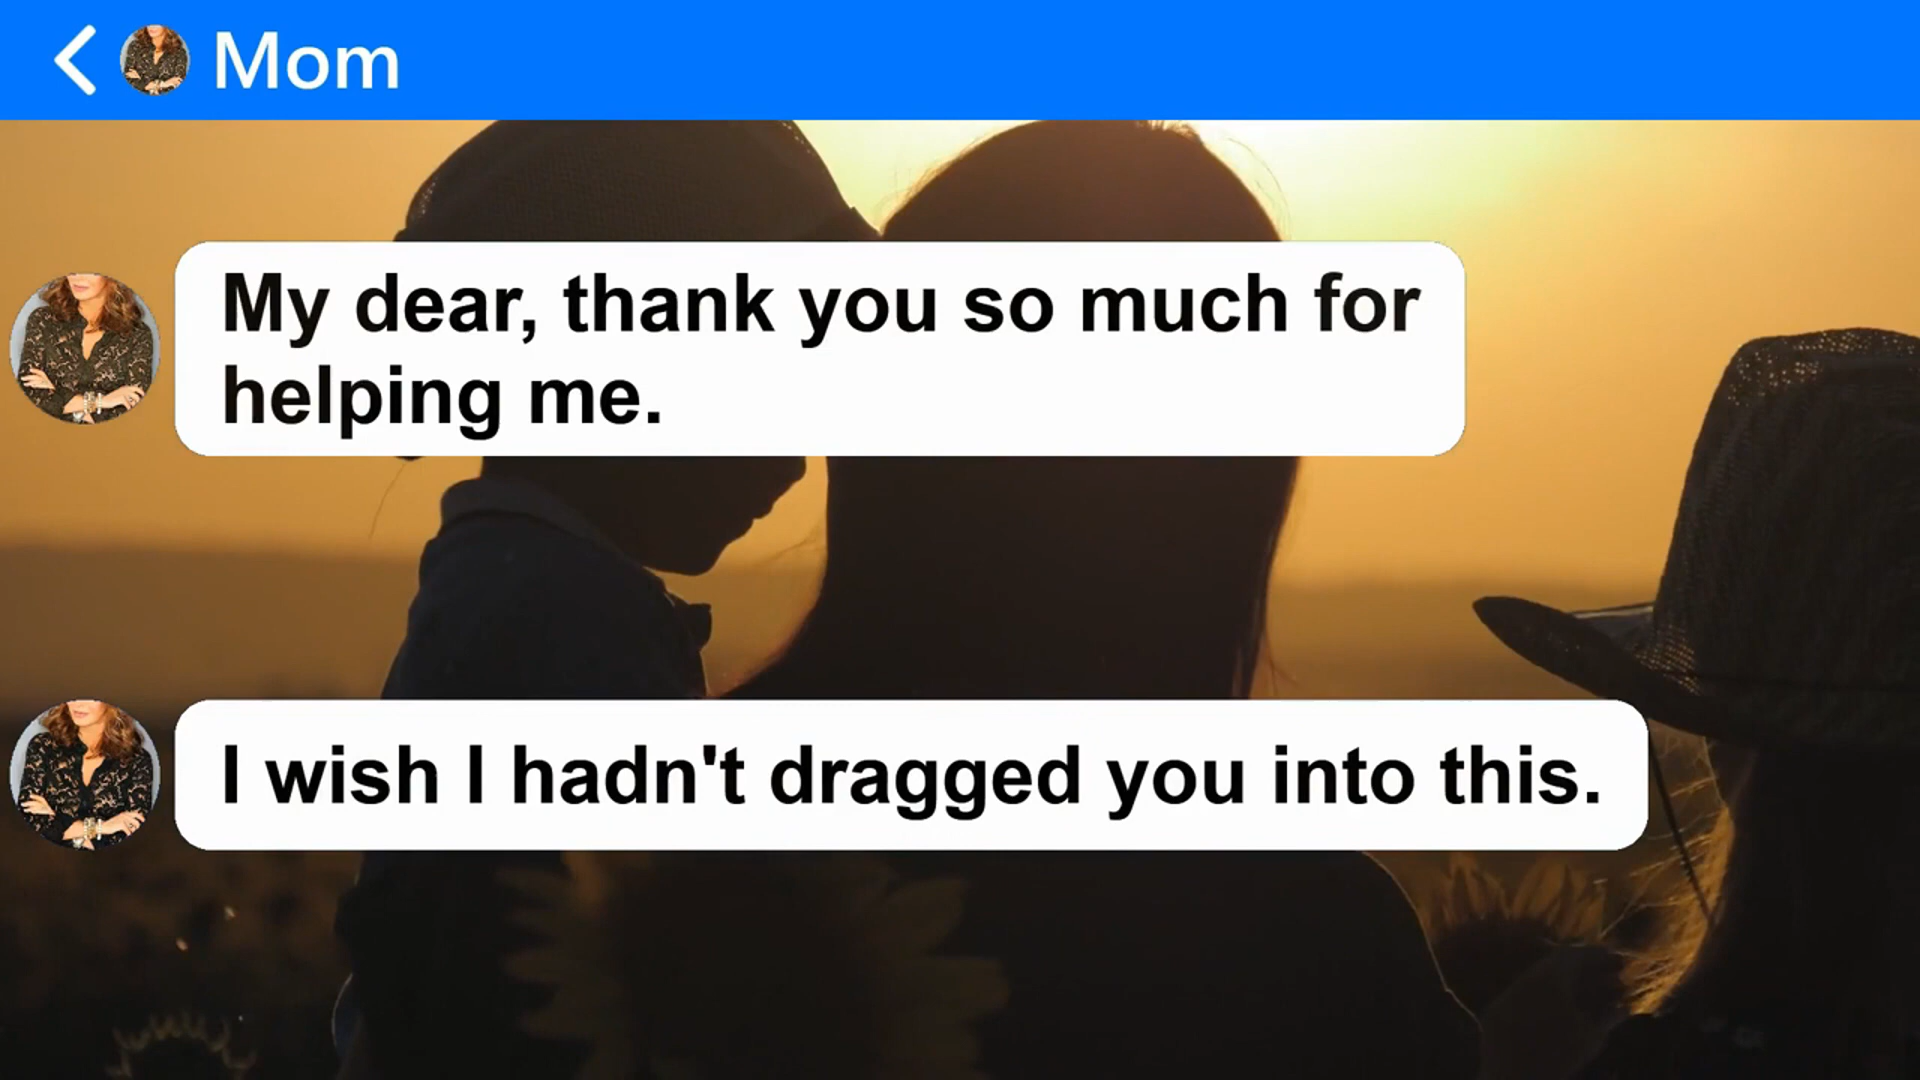 Mom
My dear, thank you so much for
helping me.
I wish I hadn't dragged you into this.